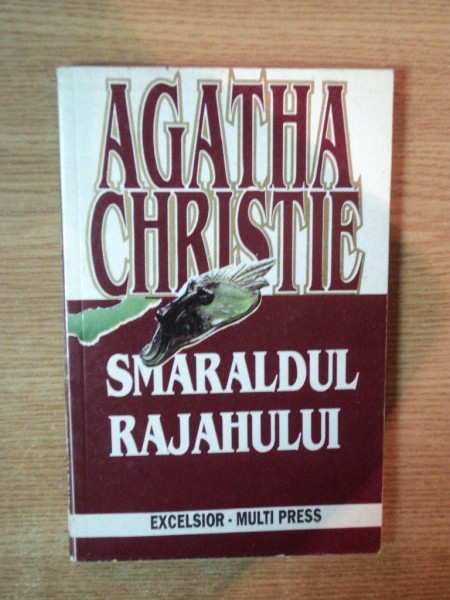 AGATHA
CHRISTIE
SMARALDUL
RAJAHULUI
EXCELSIOR - MULTI PRESS